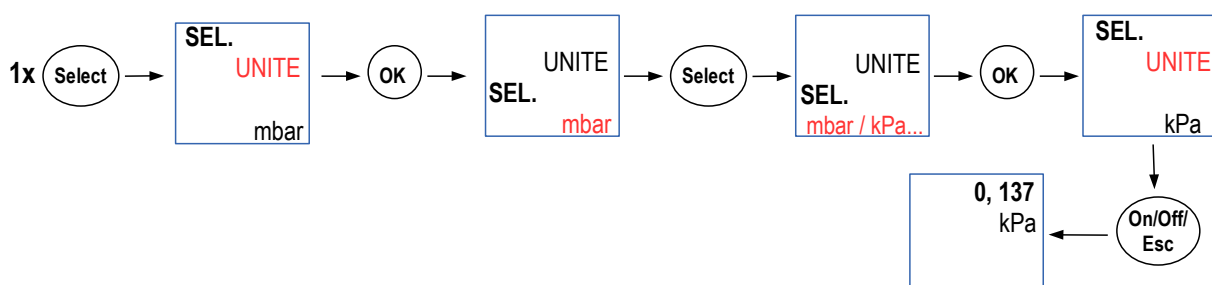 1x
Select
SEL.
UNITE
mbar
OK
UNITE
SEL.
mbar
Select
UNITE
SEL.
mbar / kPa...
OK
SEL.
UNITE
kPa
On/Off/
Esc
0, 137
kPa